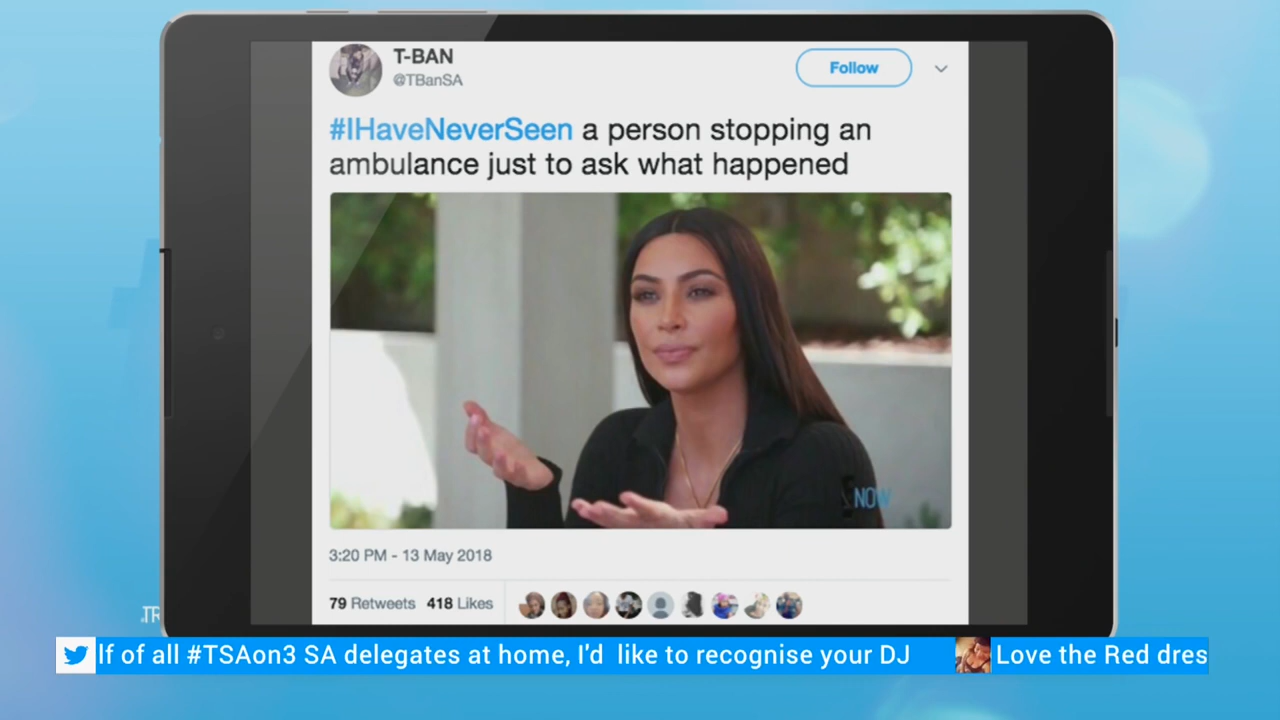 T-BAN
@TBanSA
Follow
#IHaveNeverSeen a person stopping an
ambulance just to ask what happened
NOW
3:20 PM - 13 May 2018
79 Retweets 418 Likes
.TR
lf of all #TSAon3 SA delegates at home, I'd like to recognise your DJ
Love the Red dres